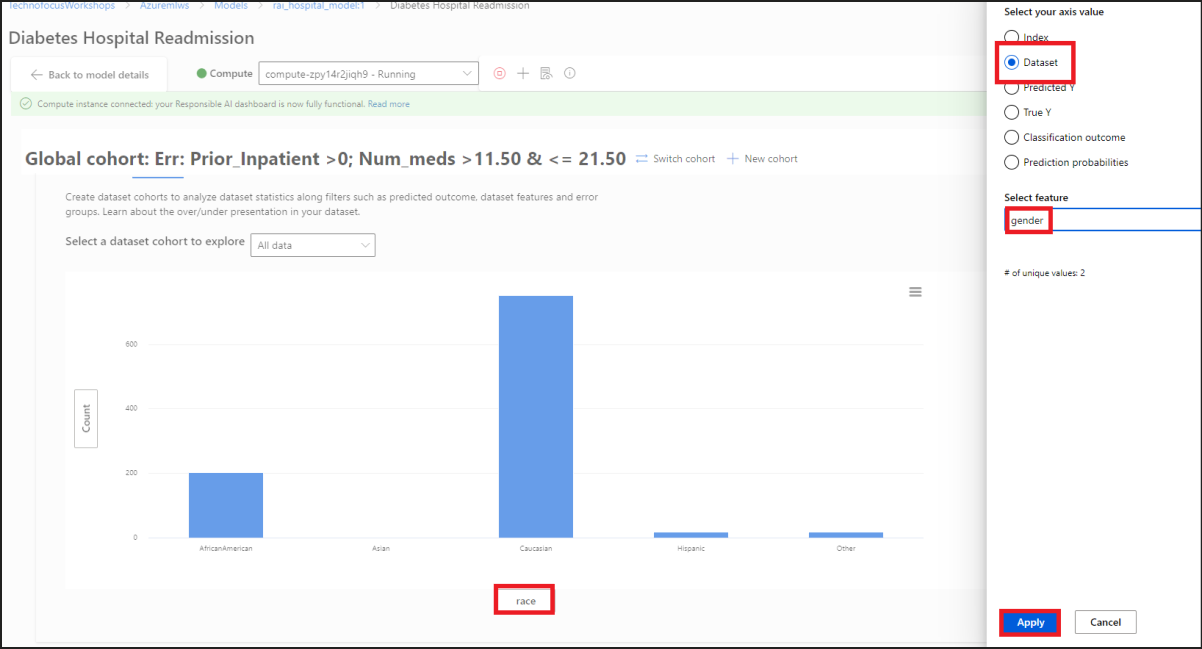 TechnofocusWorkshops > Azuremlws > Models > rai_hospital_model:1 > Diabetes Hospital Readmission
Diabetes Hospital Readmission
Back to model details
Compute
compute-zpy14r2jiqh9 - Running
Compute instance connected: your Responsible AI dashboard is now fully functional. Read more
Global cohort: Err: Prior_Inpatient >0; Num_meds >11.50 & <= 21.50
Switch cohort
New cohort
Create dataset cohorts to analyze dataset statistics along filters such as predicted outcome, dataset features and error
groups. Learn about the over/under presentation in your dataset.
Select a dataset cohort to explore
All data
600
400
200
0
Count
AfricanAmerican
Asian
Caucasian
Hispanic
Other
race
Select your axis value
Index
Dataset
Predicted Y
True Y
Classification outcome
Prediction probabilities
Select feature
gender
# of unique values: 2
Apply
Cancel